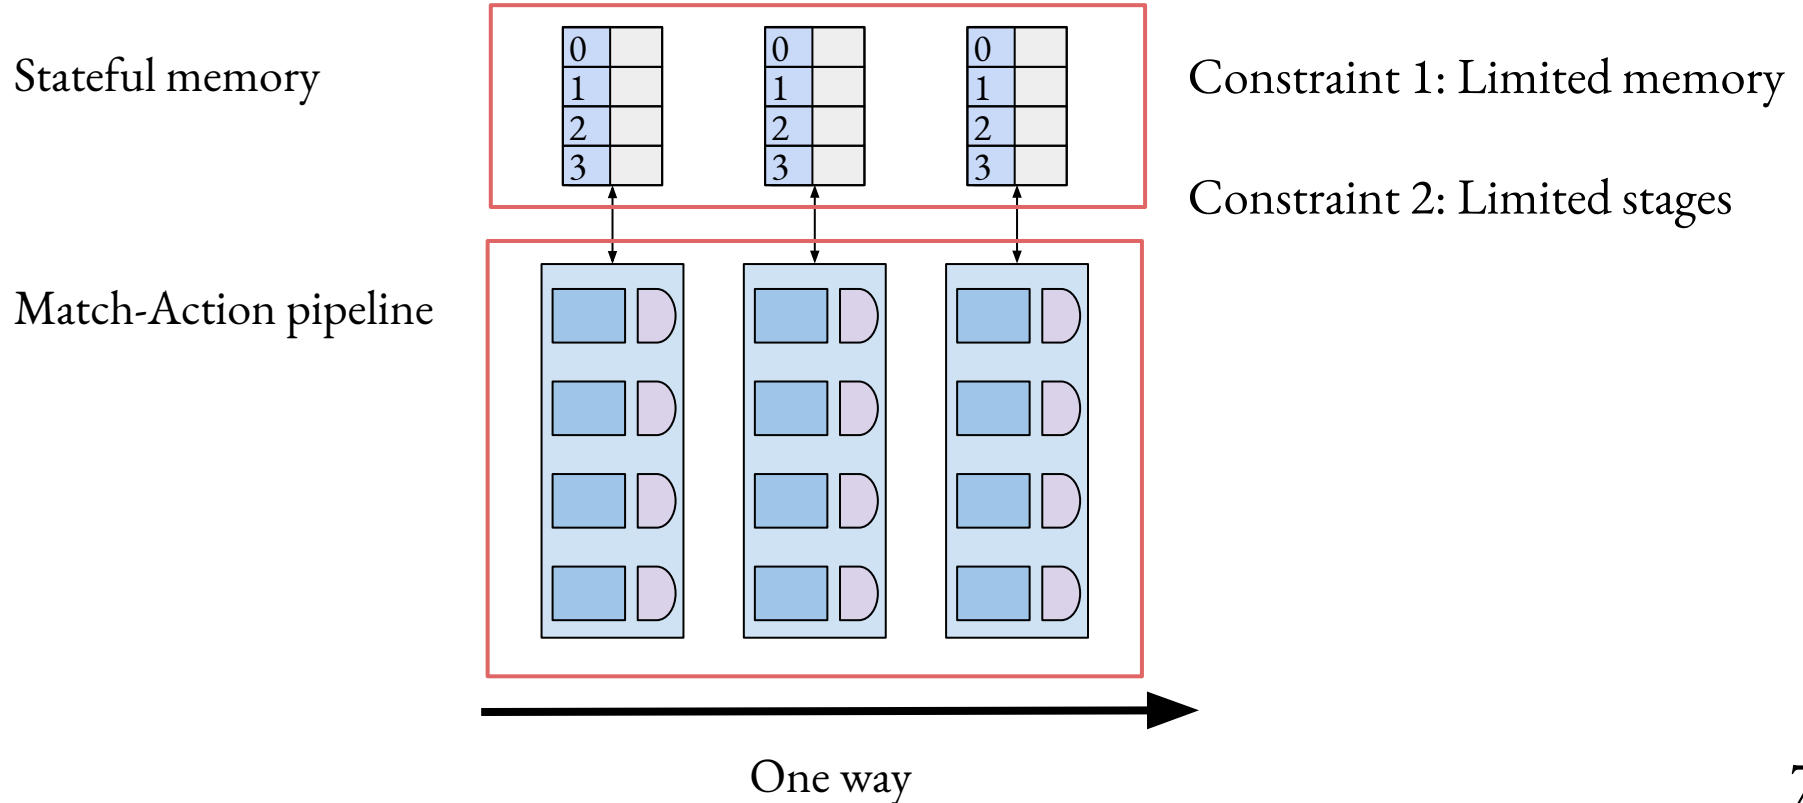 Stateful memory
0 0 0
1 1 1
2 2 2
3 3 3
Constraint 1: Limited memory
Constraint 2: Limited stages
Match-Action pipeline
One way
7